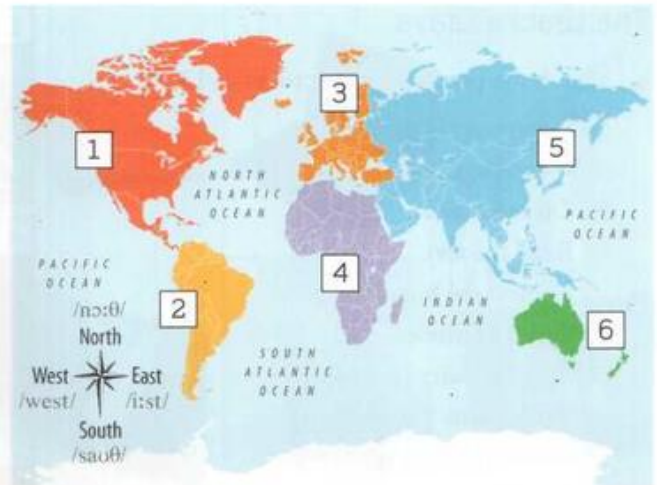 3
1
5
NORTH
ATLANTIC
OCEAN
PACIFIC
OCEAN
PACIFIC
OCEAN
4
2
INDIAN
OCEAN
6
/nɔːθ/
North
West East
/west/ /iːst/
South
/saʊθ/
SOUTH
ATLANTIC
OCEAN